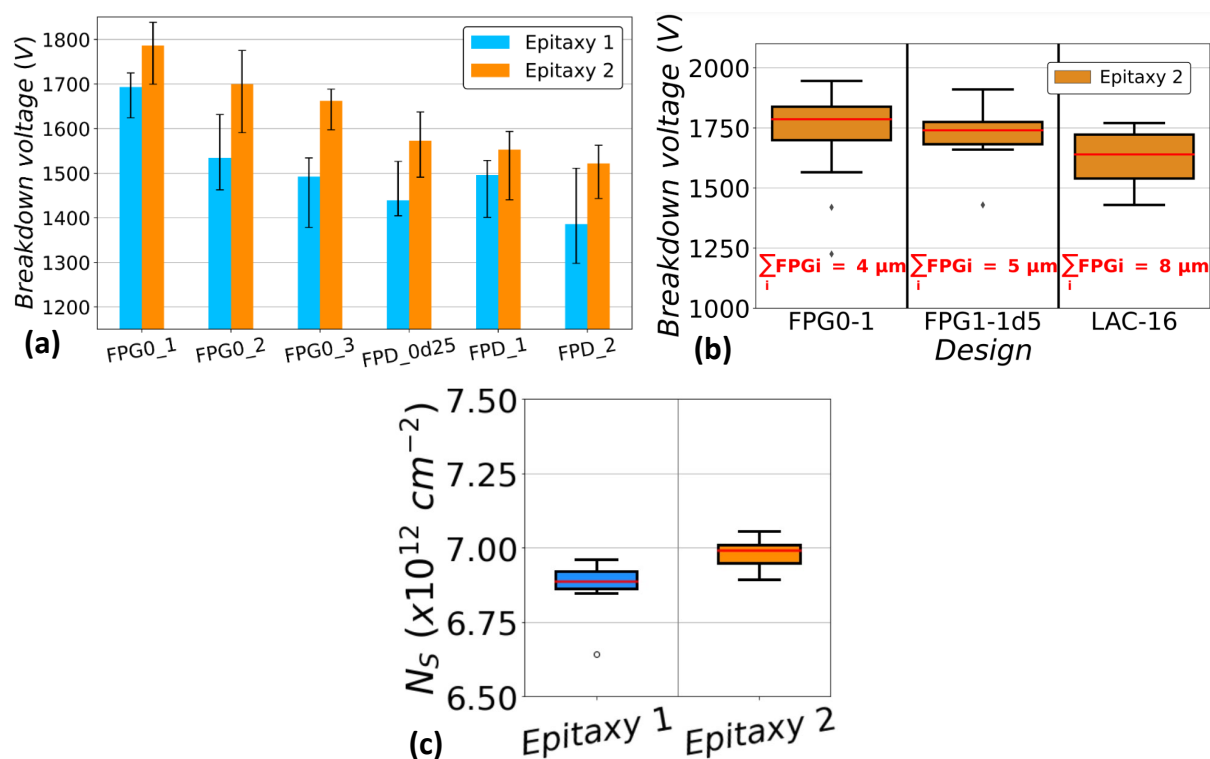 Breakdown voltage (V)
1800
1700
1600
1500
1400
1300
1200
Epitaxy 1
Epitaxy 2
FPG0_1 FPG0_2 FPG0_3 FPD_0d25 FPD_1 FPD_2
(a)
Breakdown voltage (V)
2000
1750
1500
1250
1000
Epitaxy 2
∑i FPGi = 4 µm ∑i FPGi = 5 µm ∑i FPGi = 8 µm
FPG0-1 FPG1-1d5 LAC-16
Design
(b)
N_S (x10^12 cm^−2)
7.50
7.25
7.00
6.75
6.50
Epitaxy 1 Epitaxy 2
(c)